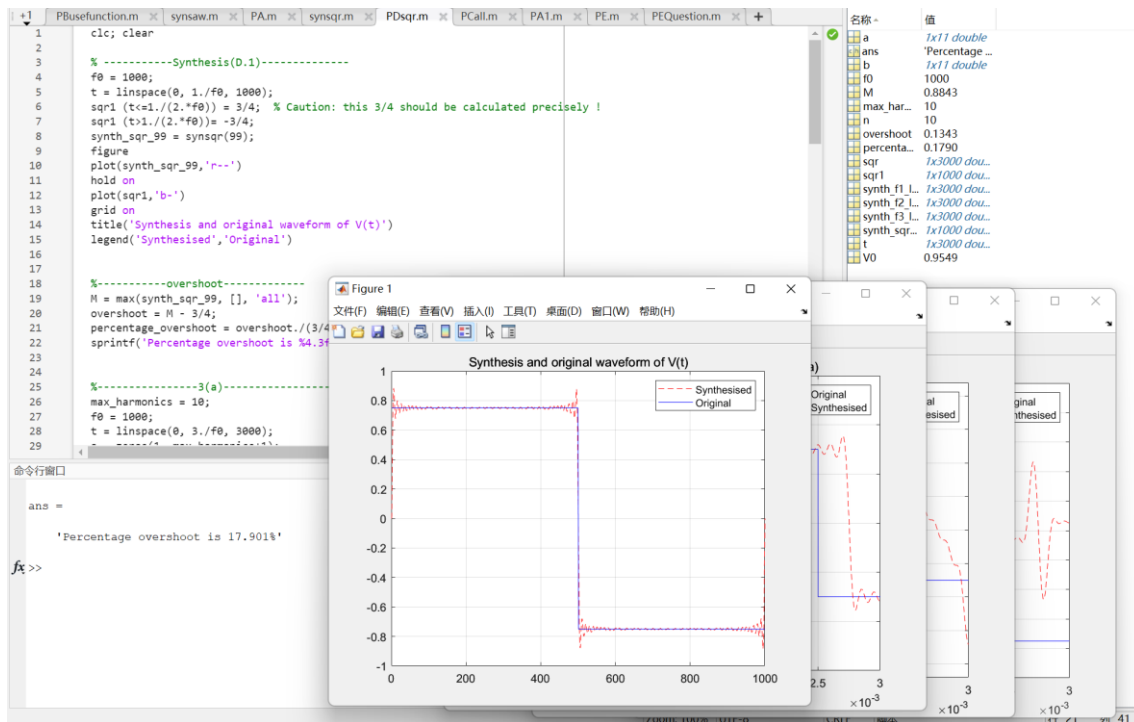 +1 PBusefunction.m × synsaw.m × PA.m × synsqr.m × PDsqr.m × PCall.m × PA1.m × PE.m × PEQuestion.m × +
1 clc; clear
2
3 % -----------Synthesis(D.1)--------------
4 f0 = 1000;
5 t = linspace(0, 1./f0, 1000);
6 sqr1 (t<=1./(2.*f0)) = 3/4; % Caution: this 3/4 should be calculated precisely !
7 sqr1 (t>1./(2.*f0))= -3/4;
8 synth_sqr_99 = synsqr(99);
9 figure
10 plot(synth_sqr_99,'r--')
11 hold on
12 plot(sqr1,'b-')
13 grid on
14 title('Synthesis and original waveform of V(t)')
15 legend('Synthesised','Original')
16
17
18 %-----------overshoot------------
19 M = max(synth_sqr_99, [], 'all');
20 overshoot = M - 3/4;
21 percentage_overshoot = overshoot./(3/4
22 sprintf('Percentage overshoot is %4.3f
23
24
25 %---------------3(a)----------------
26 max_harmonics = 10;
27 f0 = 1000;
28 t = linspace(0, 3./f0, 3000);
29
名称 值
a 1x11 double
ans 'Percentage ...
b 1x11 double
f0 1000
M 0.8843
max_har... 10
n 10
overshoot 0.1343
percenta... 0.1790
sqr 1x3000 dou...
sqr1 1x1000 dou...
synth_f1_l... 1x3000 dou...
synth_f2_l... 1x3000 dou...
synth_f3_l... 1x3000 dou...
synth_sqr... 1x1000 dou...
t 1x3000 dou...
V0 0.9549
命令行窗口
ans =
'Percentage overshoot is 17.901%'
fx >>
Figure 1
文件(F) 编辑(E) 查看(V) 插入(I) 工具(T) 桌面(D) 窗口(W) 帮助(H)
Synthesis and original waveform of V(t)
Synthesised
Original
1
0.8
0.6
0.4
0.2
0
-0.2
-0.4
-0.6
-0.8
-1
0 200 400 600 800 1000
a)
Original
Synthesised
2.5 3
×10⁻³
3
×10⁻³
3
×10⁻³
41